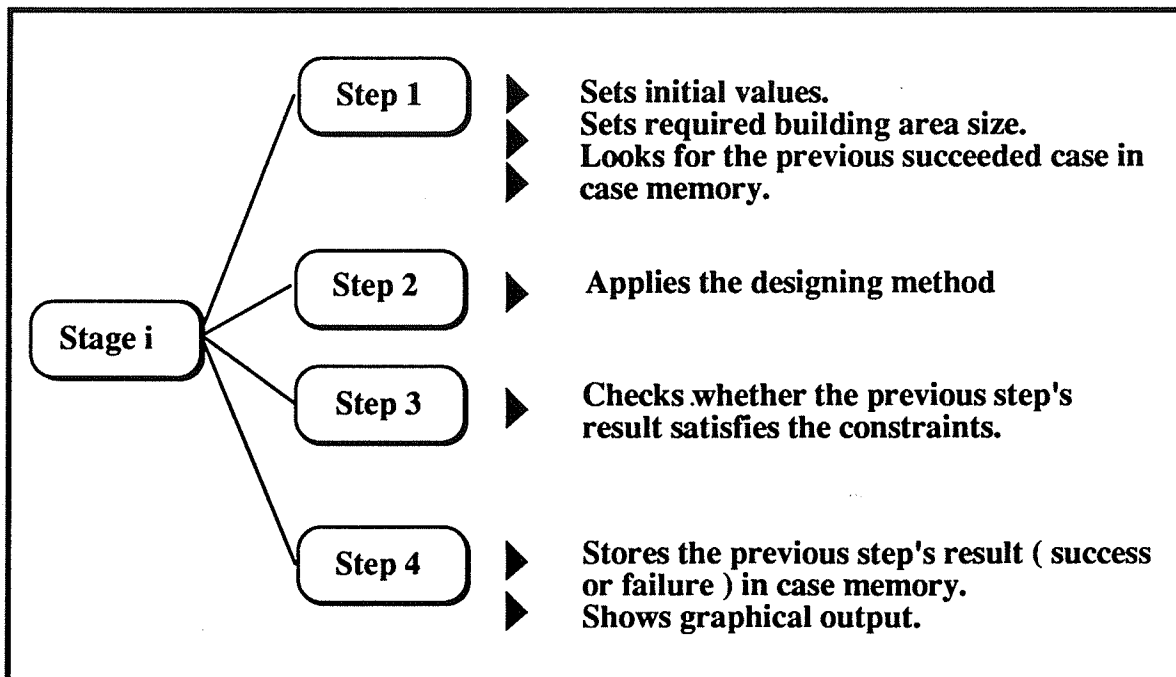 Step 1
Sets initial values.
Sets required building area size.
Looks for the previous succeeded case in
case memory.
Step 2
Applies the designing method
Stage i
Step 3
Checks whether the previous step's
result satisfies the constraints.
Step 4
Stores the previous step's result ( success
or failure ) in case memory.
Shows graphical output.